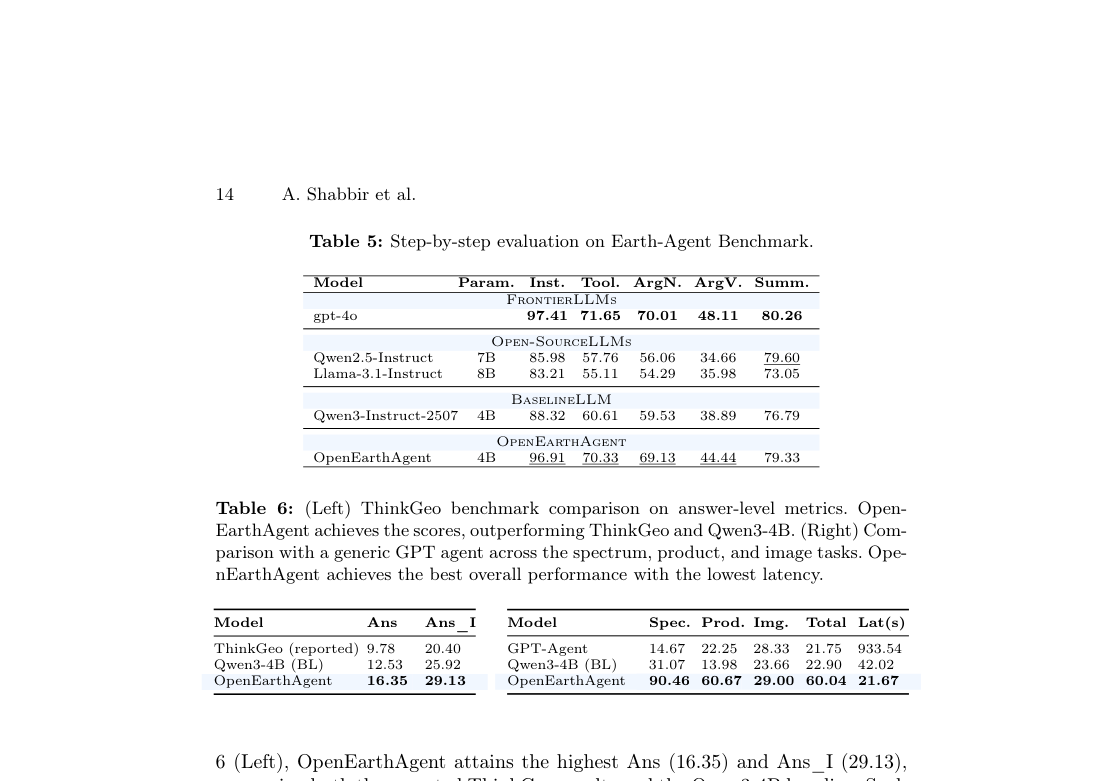 14 A. Shabbir et al.
Table 5: Step-by-step evaluation on Earth-Agent Benchmark.
Model Param. Inst. Tool. ArgN. ArgV. Summ.
FrontierLLMs
gpt-4o 97.41 71.65 70.01 48.11 80.26
Open-SourceLLMs
Qwen2.5-Instruct 7B 85.98 57.76 56.06 34.66 79.60
Llama-3.1-Instruct 8B 83.21 55.11 54.29 35.98 73.05
BaselineLLM
Qwen3-Instruct-2507 4B 88.32 60.61 59.53 38.89 76.79
OpenEarthAgent
OpenEarthAgent 4B 96.91 70.33 69.13 44.44 79.33
Table 6: (Left) ThinkGeo benchmark comparison on answer-level metrics. Open-
EarthAgent achieves the scores, outperforming ThinkGeo and Qwen3-4B. (Right) Com-
parison with a generic GPT agent across the spectrum, product, and image tasks. Ope-
nEarthAgent achieves the best overall performance with the lowest latency.
Model Ans Ans_I
ThinkGeo (reported) 9.78 20.40
Qwen3-4B (BL) 12.53 25.92
OpenEarthAgent 16.35 29.13
Model Spec. Prod. Img. Total Lat(s)
GPT-Agent 14.67 22.25 28.33 21.75 933.54
Qwen3-4B (BL) 31.07 13.98 23.66 22.90 42.02
OpenEarthAgent 90.46 60.67 29.00 60.04 21.67
6 (Left), OpenEarthAgent attains the highest Ans (16.35) and Ans_I (29.13),